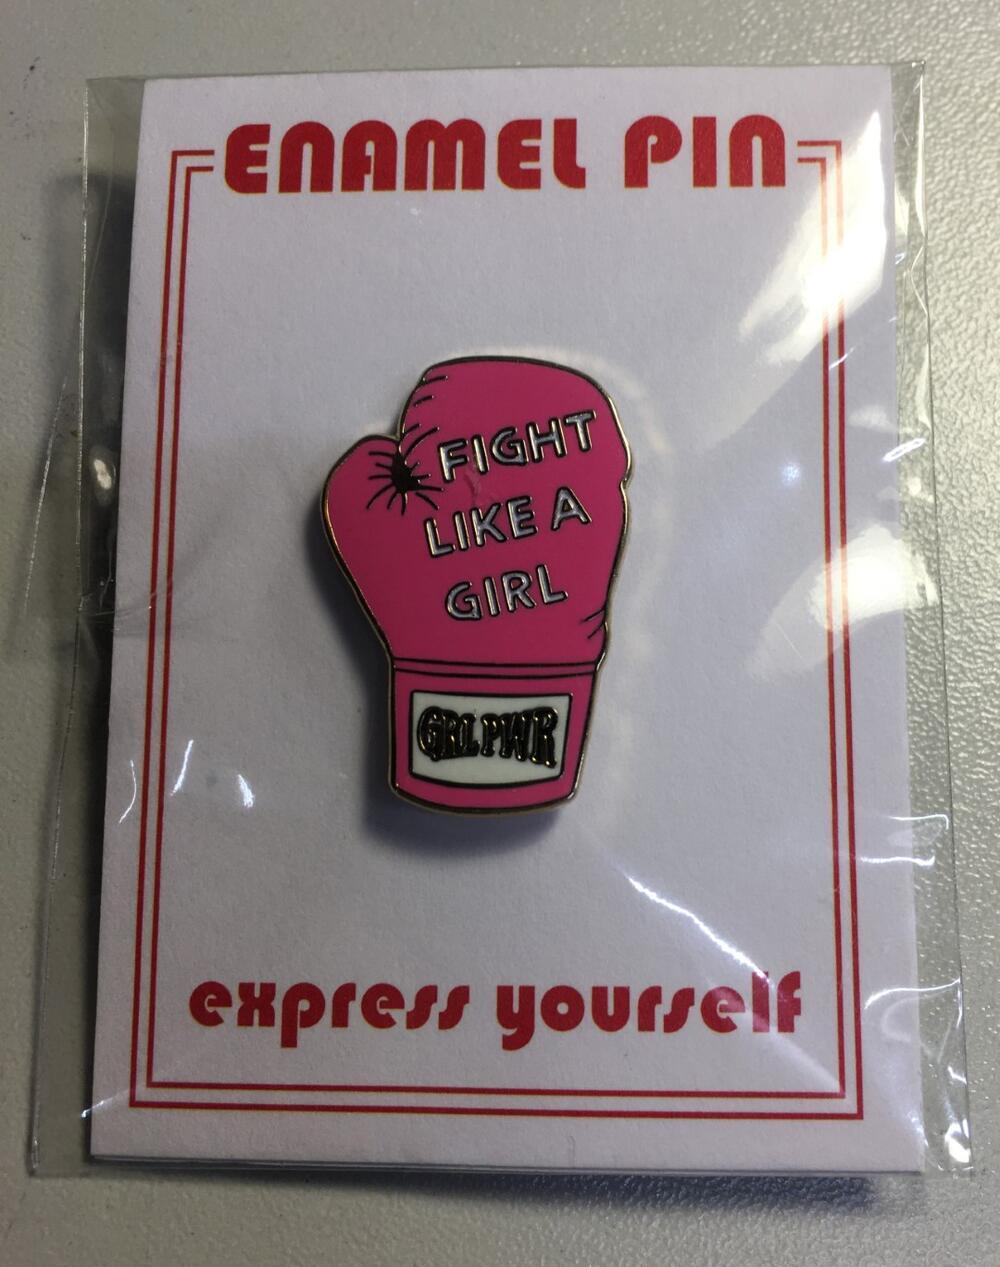 ENAMEL PIN
FIGHT
LIKE A
GIRL
GRL PWR
express yourself